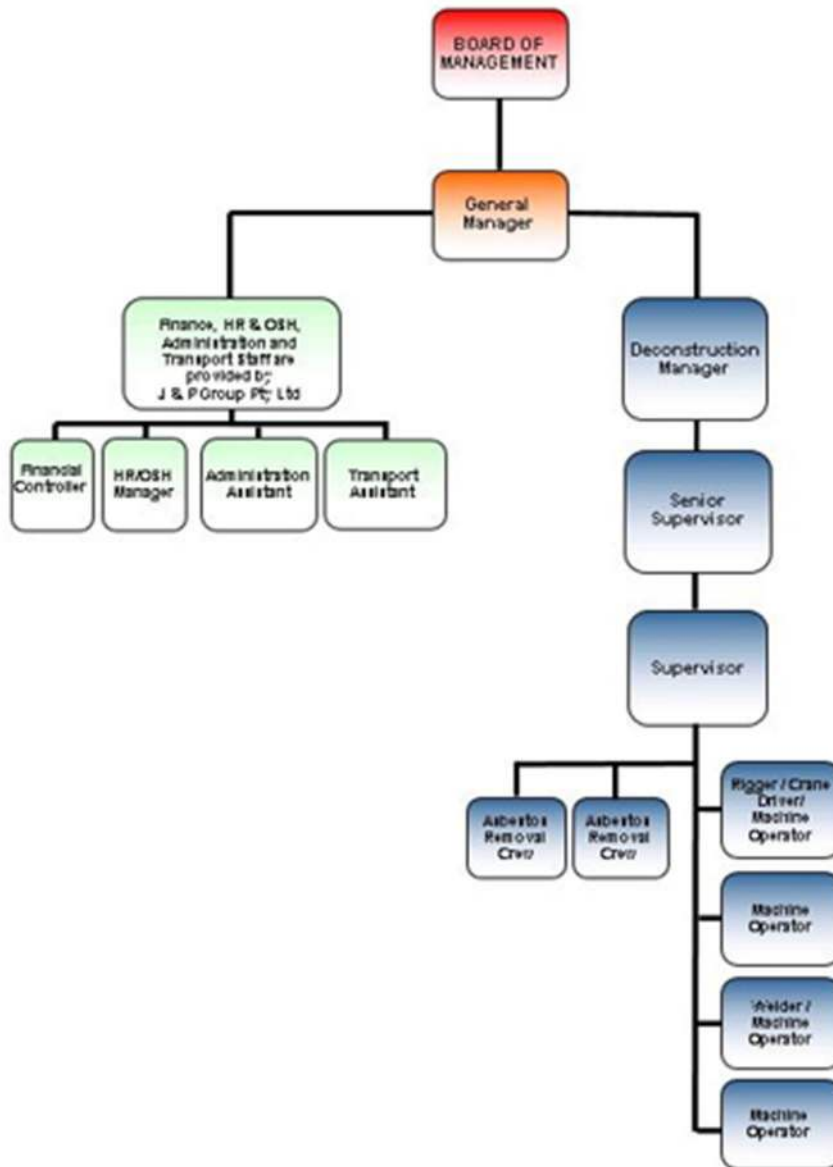 BOARD OF
MANAGEMENT
General
Manager
Finance, HR & OSH,
Administration and
Transport Staff are
provided by
J & P Group Pty Ltd
Deconstruction
Manager
Financial
Controller
HR/OSH
Manager
Administration
Assistant
Transport
Assistant
Senior
Supervisor
Supervisor
Asbestos
Removal
Crew
Asbestos
Removal
Crew
Rigger / Crane
Driver/
Machine
Operator
Machine
Operator
Welder /
Machine
Operator
Machine
Operator